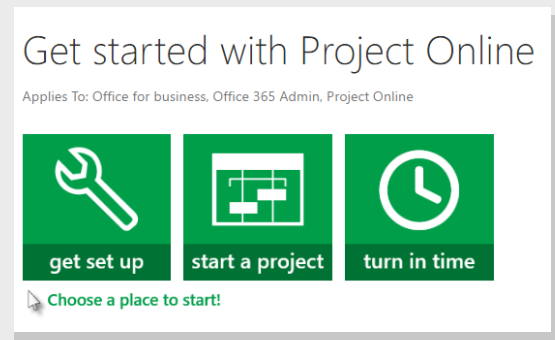 Get started with Project Online
Applies To: Office for business, Office 365 Admin, Project Online
get set up
start a project
turn in time
Choose a place to start!